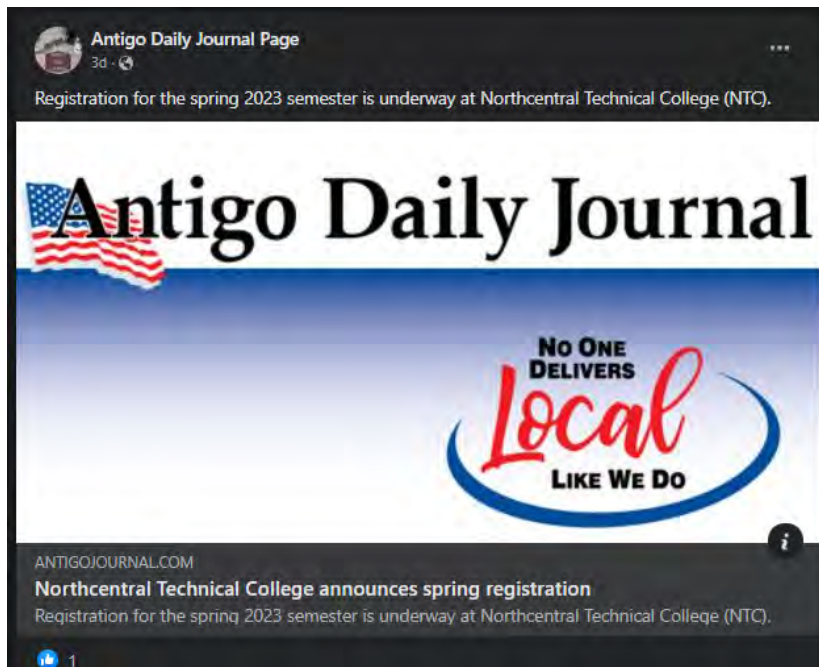 Antigo Daily Journal Page
3d ·
Registration for the spring 2023 semester is underway at Northcentral Technical College (NTC).
Antigo Daily Journal
NO ONE
DELIVERS
Local
LIKE WE DO
ANTIGOJOURNAL.COM
Northcentral Technical College announces spring registration
Registration for the spring 2023 semester is underway at Northcentral Technical College (NTC).
1